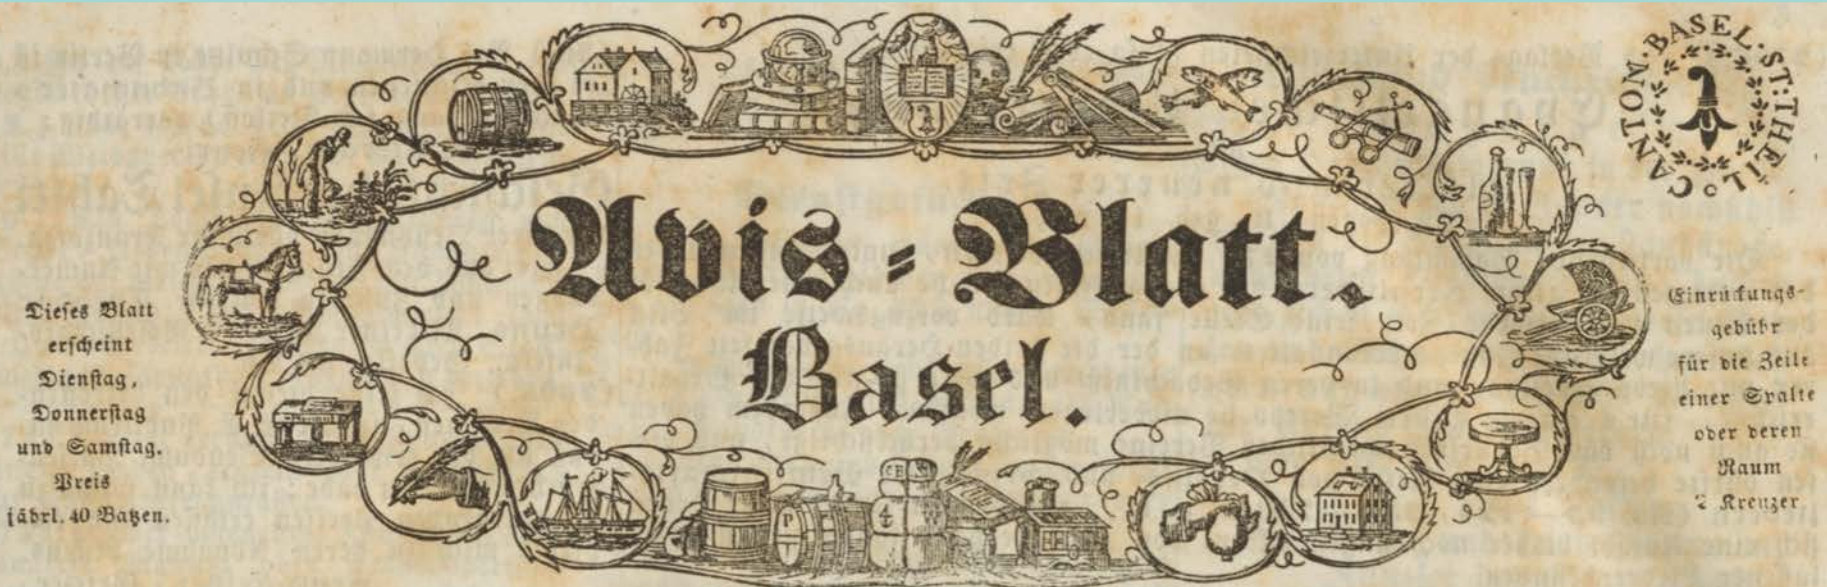 CANTON·BASEL·ST:THEIL
Avis-Blatt.
Basel.
Dieses Blatt
erscheint
Dienstag,
Donnerstag
und Samstag.
Preis
jährl. 40 Batzen.
Einrückungs-
gebühr
für die Zeile
einer Spalte
oder deren
Raum
2 Kreuzer